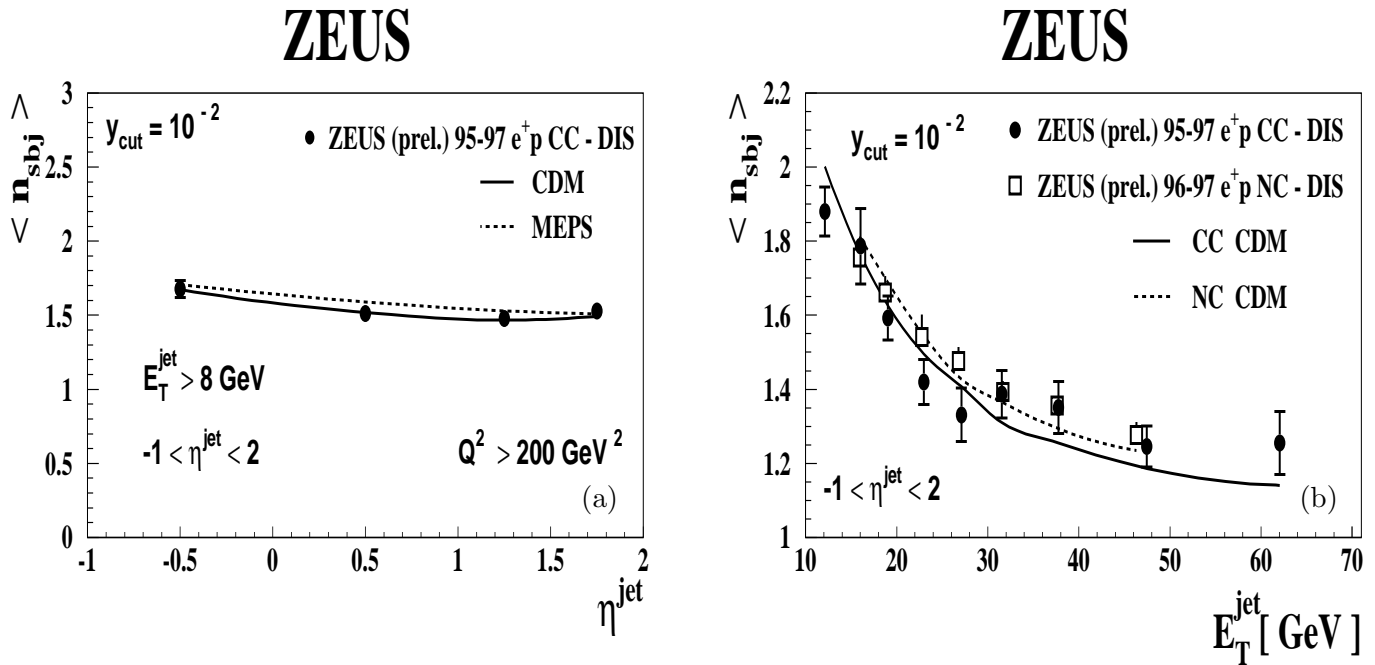 ZEUS
< n_sbj >
3
2.5
2
1.5
1
0.5
0
y_cut = 10^-2
ZEUS (prel.) 95-97 e^+p CC - DIS
CDM
MEPS
E_T^jet > 8 GeV
-1 < η^jet < 2
Q^2 > 200 GeV^2
(a)
-1 -0.5 0 0.5 1 1.5 2
η^jet
ZEUS
< n_sbj >
2.2
2
1.8
1.6
1.4
1.2
1
y_cut = 10^-2
ZEUS (prel.) 95-97 e^+p CC - DIS
ZEUS (prel.) 96-97 e^+p NC - DIS
CC CDM
NC CDM
-1 < η^jet < 2
(b)
10 20 30 40 50 60 70
E_T^jet [ GeV ]